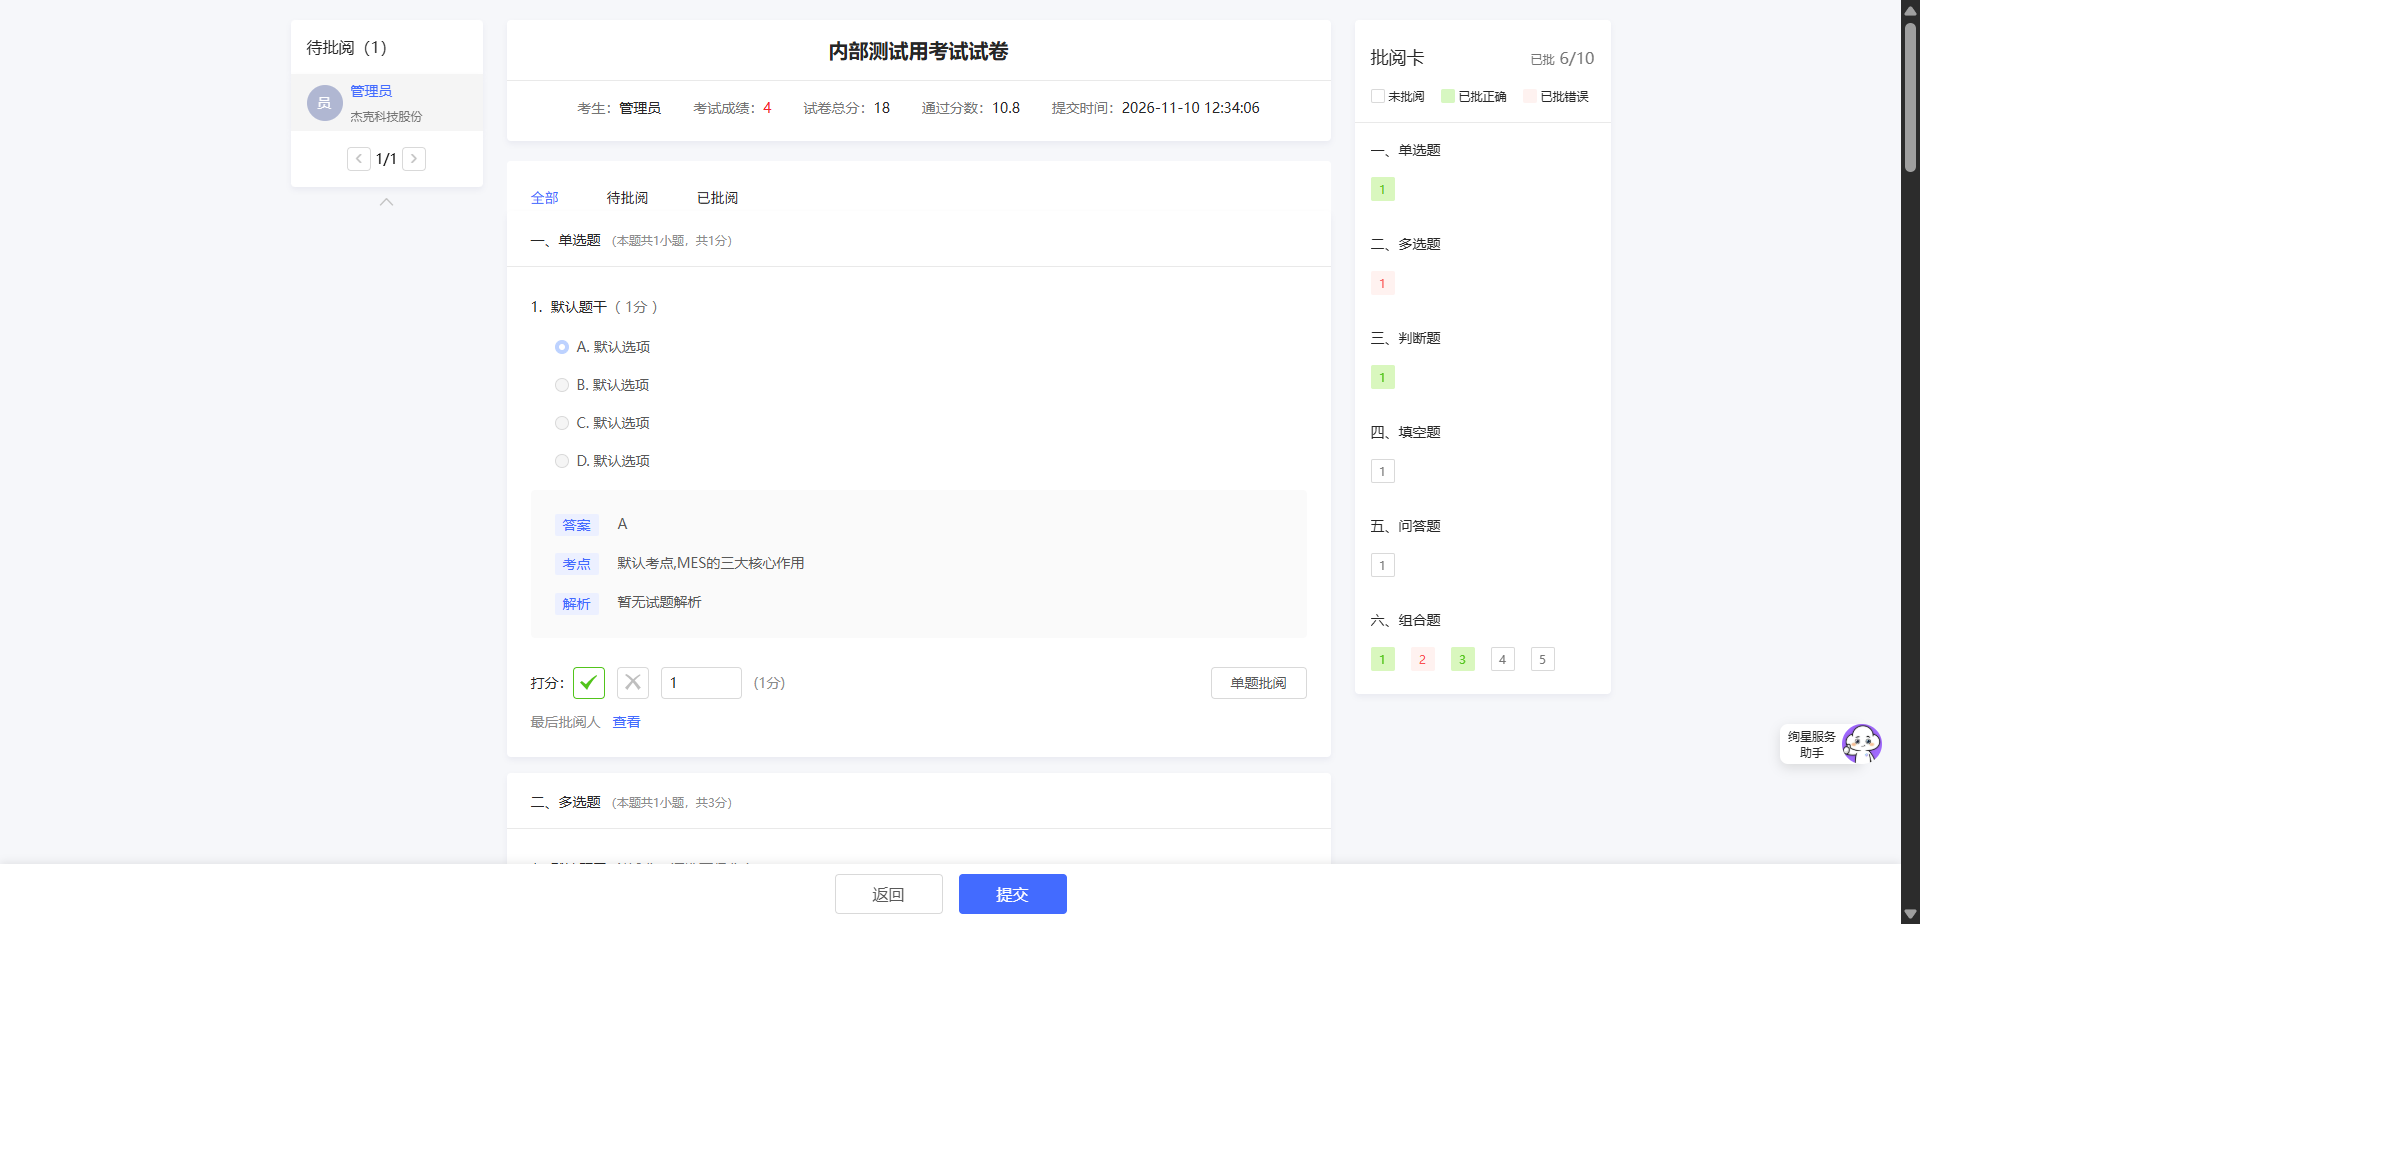 待批阅（1）
员
管理员
杰克科技股份
1/1
内部测试用考试试卷
考生：管理员 考试成绩：4 试卷总分：18 通过分数：10.8 提交时间：2026-11-10 12:34:06
全部 待批阅 已批阅
一、单选题 （本题共1小题，共1分）
1. 默认题干（ 1分 ）
A. 默认选项
B. 默认选项
C. 默认选项
D. 默认选项
答案 A
考点 默认考点,MES的三大核心作用
解析 暂无试题解析
打分： 1 (1分) 单题批阅
最后批阅人 查看
二、多选题 （本题共1小题，共3分）
返回 提交
批阅卡 已批 6/10
未批阅 已批正确 已批错误
一、单选题
1
二、多选题
1
三、判断题
1
四、填空题
1
五、问答题
1
六、组合题
1 2 3 4 5
绚星服务
助手